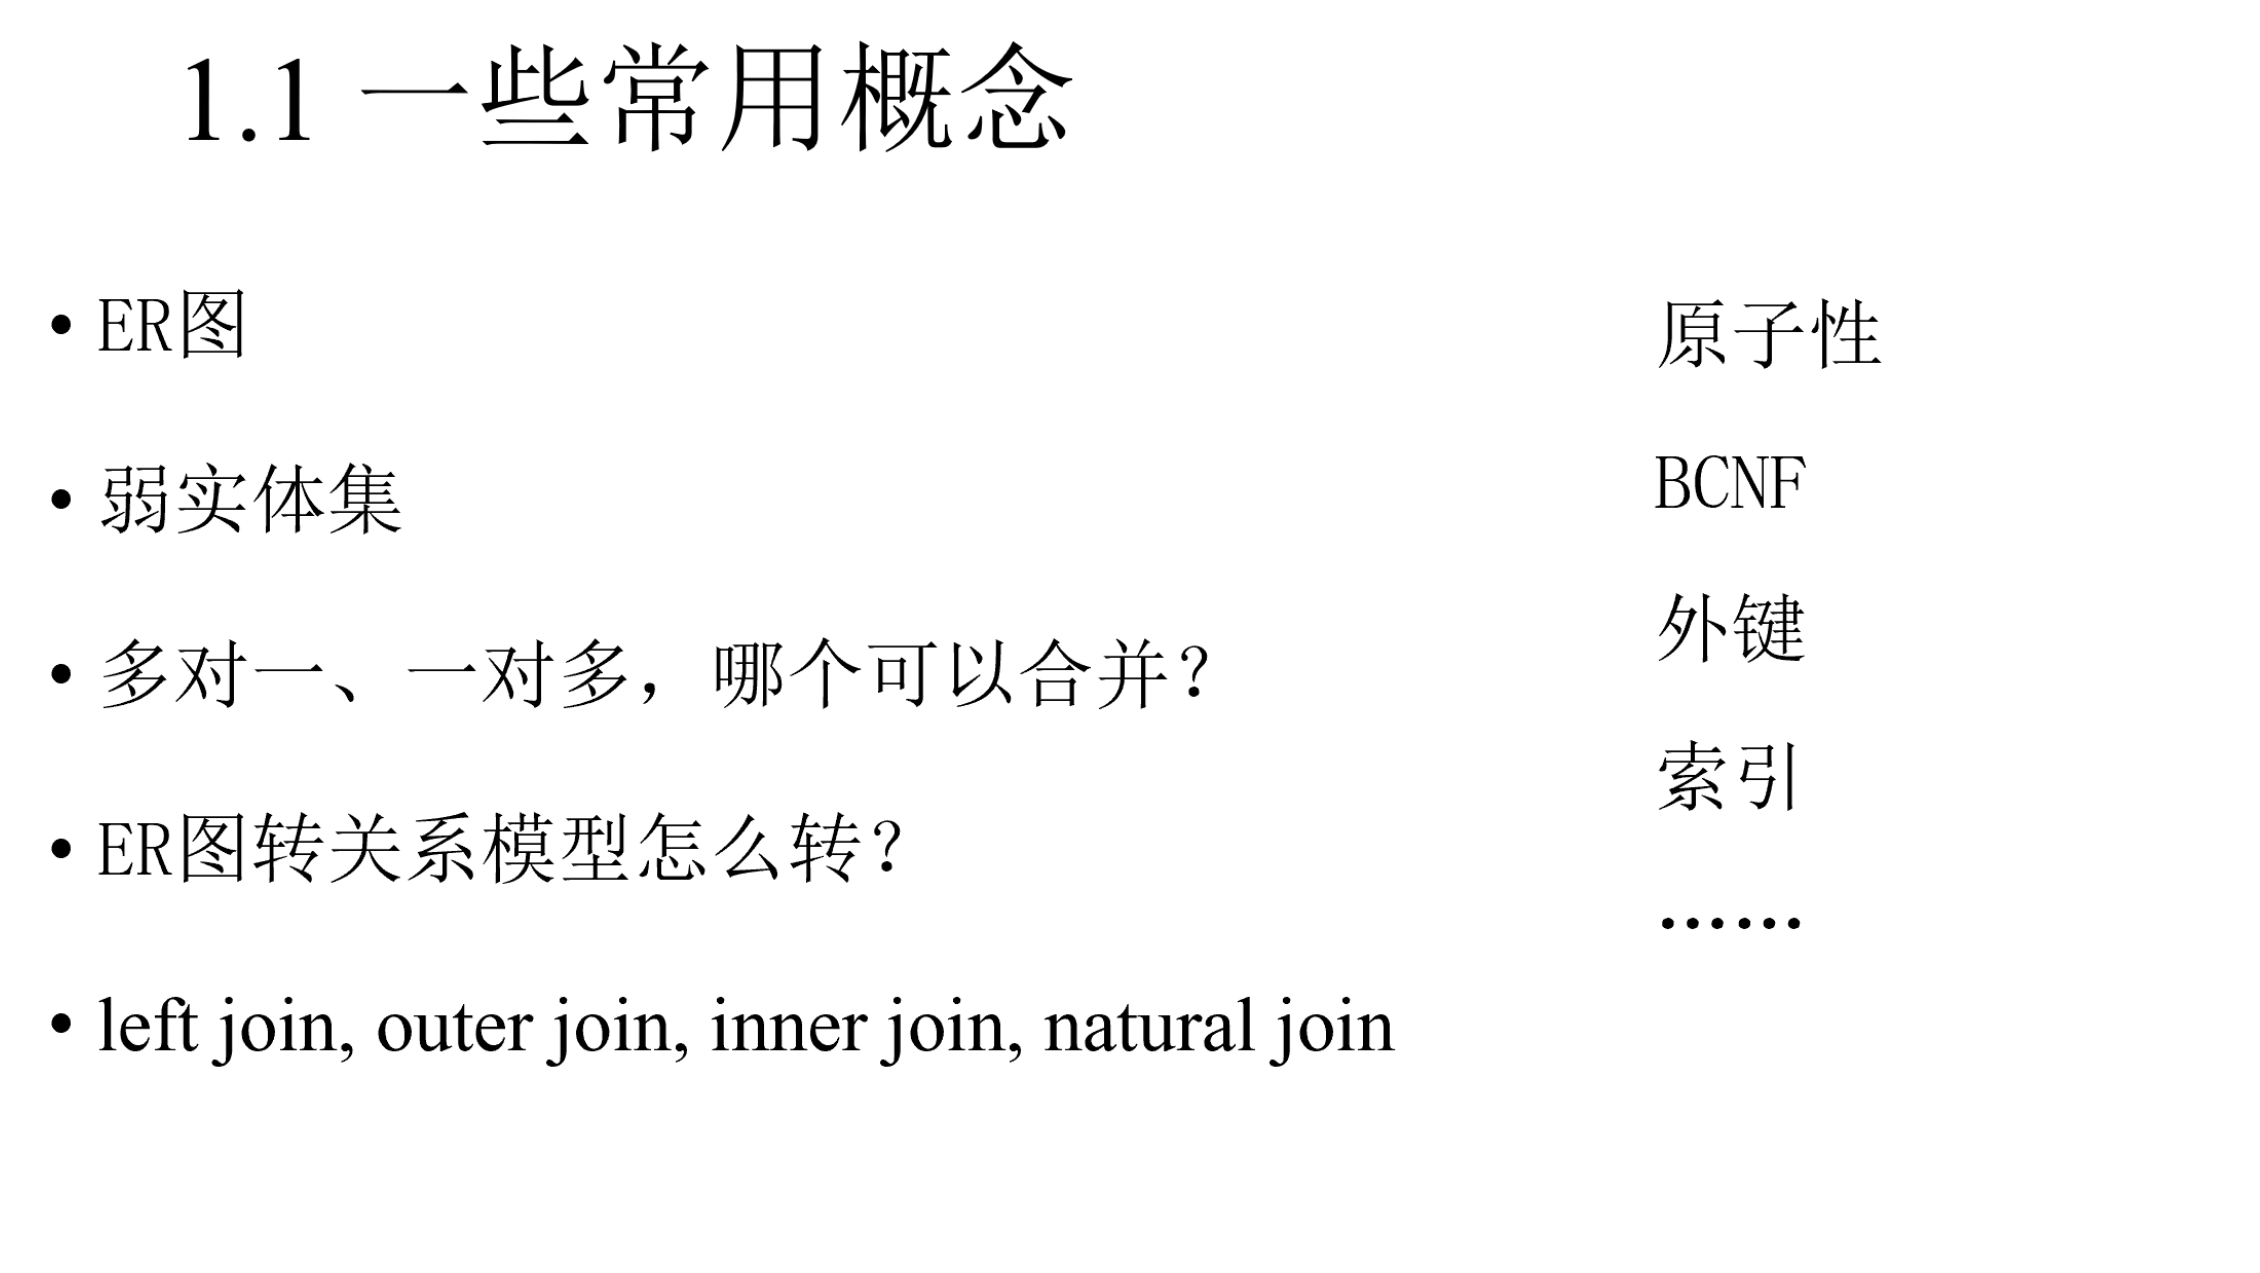 1.1 一些常用概念
• ER图
• 弱实体集
• 多对一、一对多，哪个可以合并？
• ER图转关系模型怎么转？
• left join, outer join, inner join, natural join
原子性
BCNF
外键
索引
……